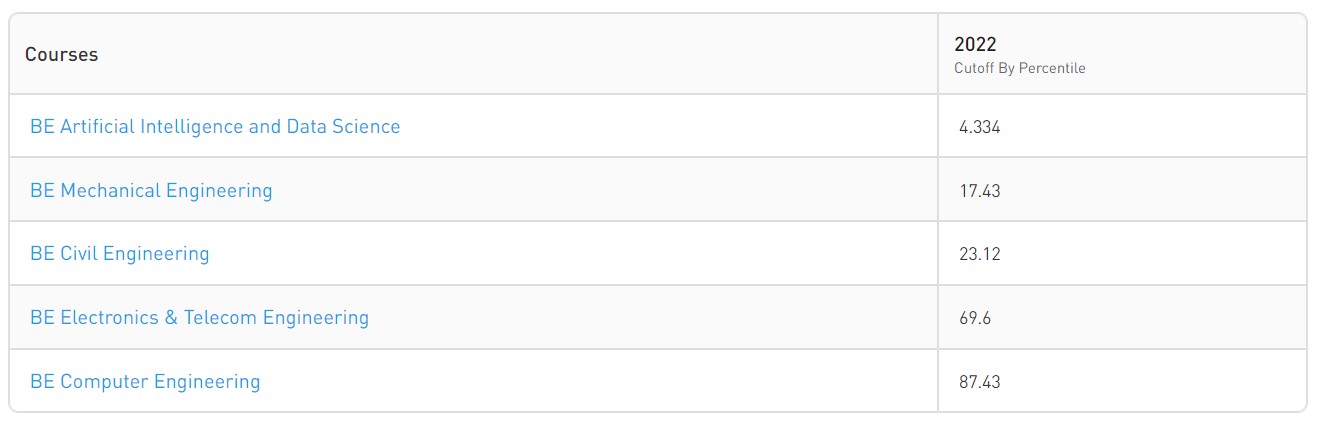 Courses
2022
Cutoff By Percentile
BE Artificial Intelligence and Data Science
4.334
BE Mechanical Engineering
17.43
BE Civil Engineering
23.12
BE Electronics & Telecom Engineering
69.6
BE Computer Engineering
87.43